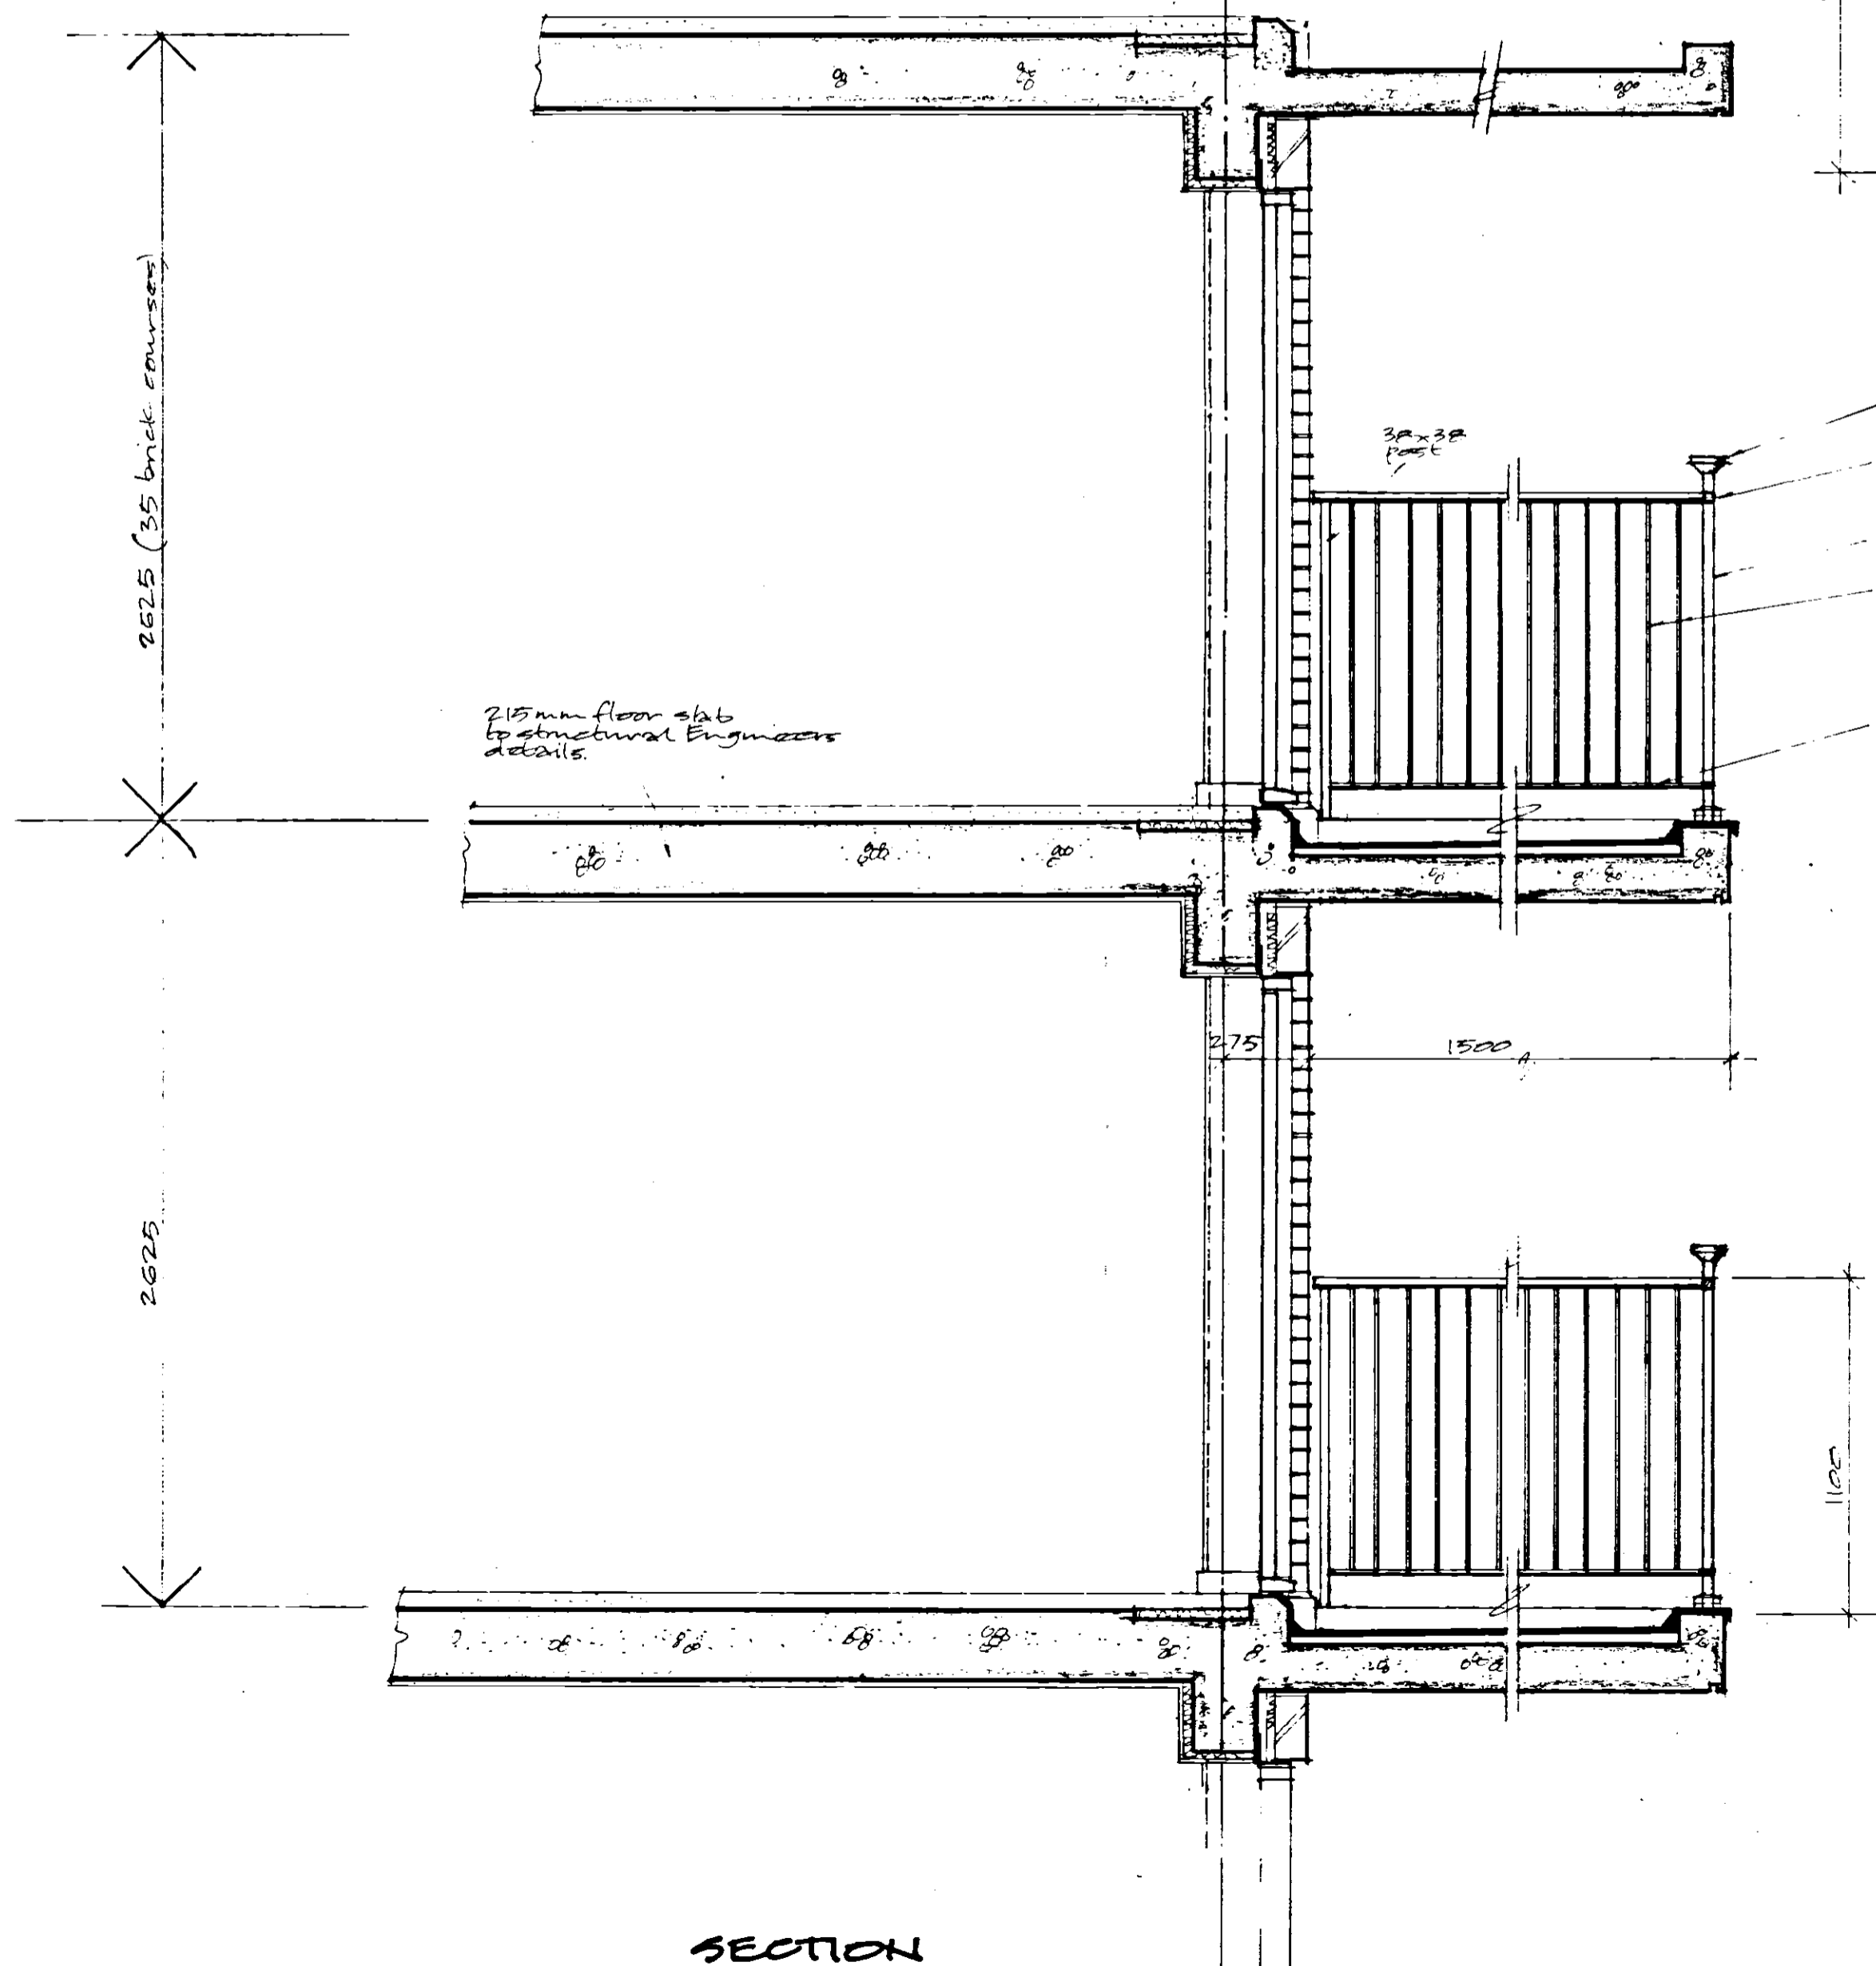 2625 (35 brick courses)
38x38
post
215mm floor slab
to structural Engineers
details.
275
1500
2625
1100
SECTION